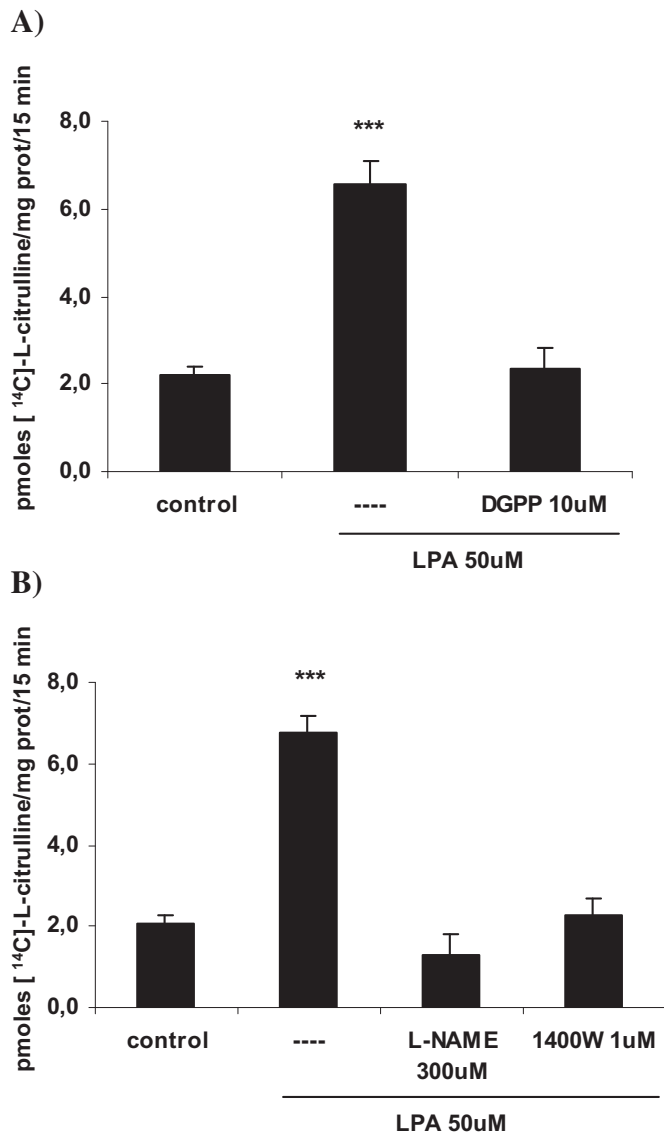 A)
pmoles [ ¹⁴C]-L-citrulline/mg prot/15 min
8,0
6,0
4,0
2,0
0,0
***
control
----
DGPP 10uM
LPA 50uM
B)
pmoles [ ¹⁴C]-L-citrulline/mg prot/15 min
8,0
6,0
4,0
2,0
0,0
***
control
----
L-NAME
300uM
1400W 1uM
LPA 50uM